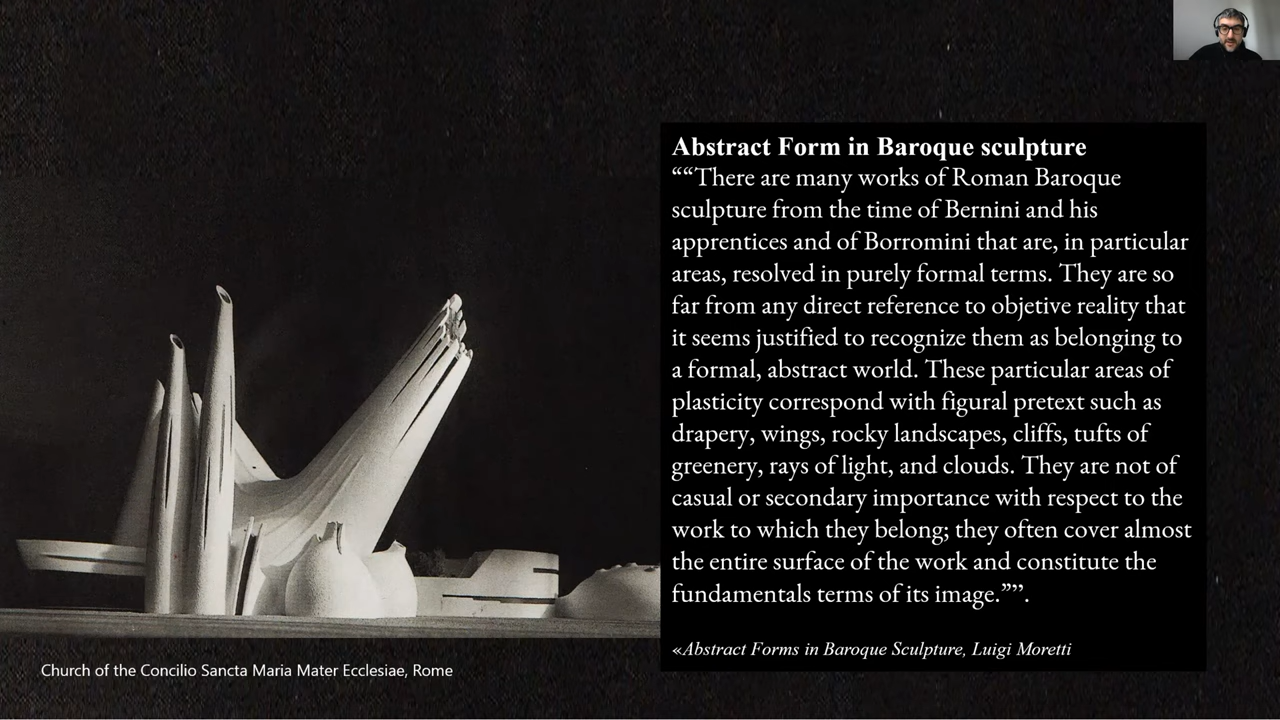 Abstract Form in Baroque sculpture
““There are many works of Roman Baroque
sculpture from the time of Bernini and his
apprentices and of Borromini that are, in particular
areas, resolved in purely formal terms. They are so
far from any direct reference to objetive reality that
it seems justified to recognize them as belonging to
a formal, abstract world. These particular areas of
plasticity correspond with figural pretext such as
drapery, wings, rocky landscapes, cliffs, tufts of
greenery, rays of light, and clouds. They are not of
casual or secondary importance with respect to the
work to which they belong; they often cover almost
the entire surface of the work and constitute the
fundamentals terms of its image.””.
«Abstract Forms in Baroque Sculpture, Luigi Moretti
Church of the Concilio Sancta Maria Mater Ecclesiae, Rome